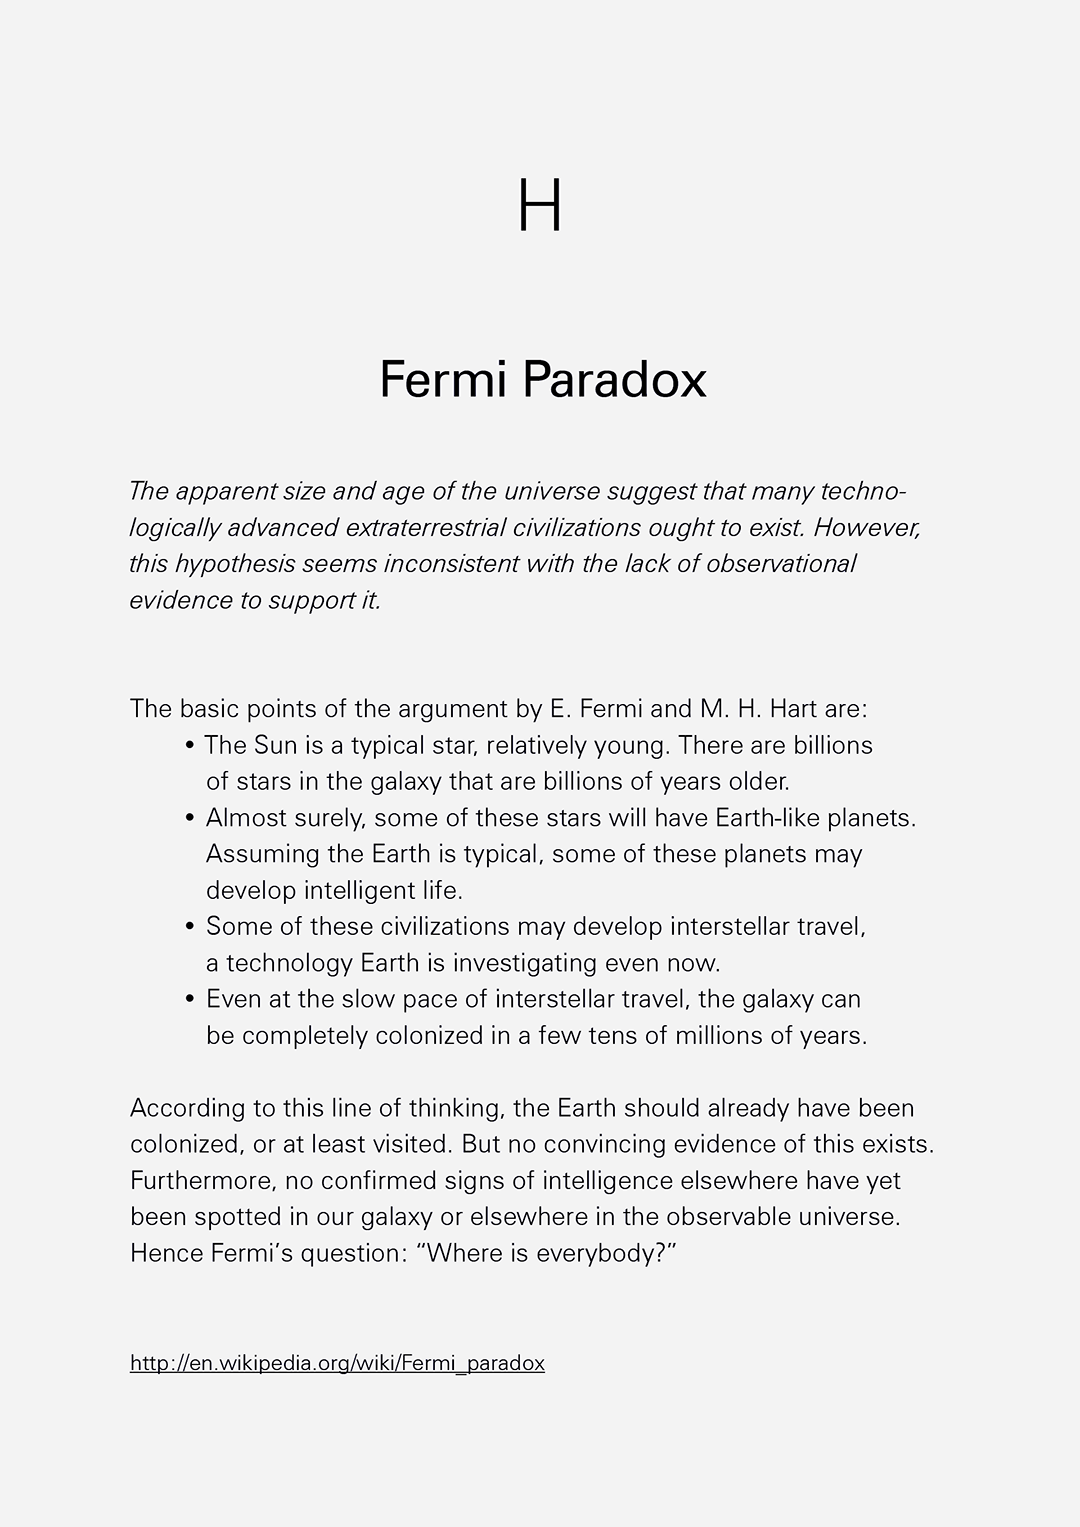 H
Fermi Paradox
The apparent size and age of the universe suggest that many techno-
logically advanced extraterrestrial civilizations ought to exist. However,
this hypothesis seems inconsistent with the lack of observational
evidence to support it.
The basic points of the argument by E. Fermi and M. H. Hart are:
• The Sun is a typical star, relatively young. There are billions
of stars in the galaxy that are billions of years older.
• Almost surely, some of these stars will have Earth-like planets.
Assuming the Earth is typical, some of these planets may
develop intelligent life.
• Some of these civilizations may develop interstellar travel,
a technology Earth is investigating even now.
• Even at the slow pace of interstellar travel, the galaxy can
be completely colonized in a few tens of millions of years.
According to this line of thinking, the Earth should already have been
colonized, or at least visited. But no convincing evidence of this exists.
Furthermore, no confirmed signs of intelligence elsewhere have yet
been spotted in our galaxy or elsewhere in the observable universe.
Hence Fermi’s question: “Where is everybody?”
http://en.wikipedia.org/wiki/Fermi_paradox